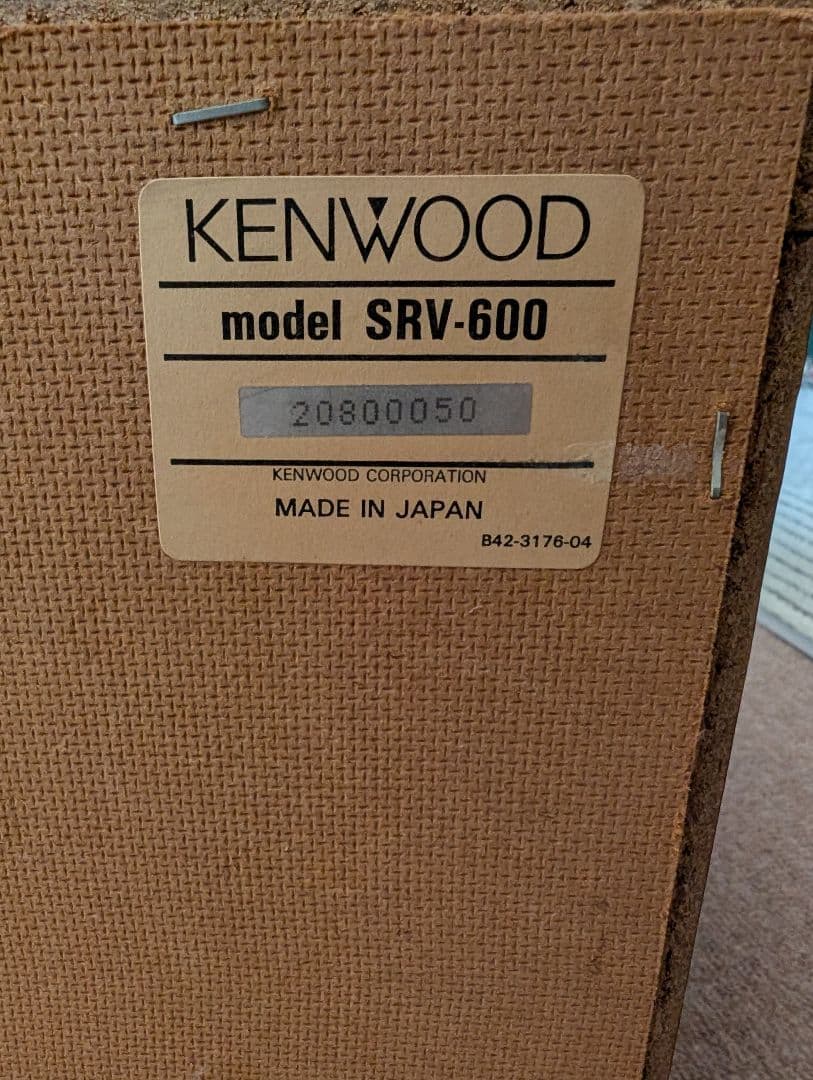 KENWOOD
model SRV-600
20800050
KENWOOD CORPORATION
MADE IN JAPAN
B42-3176-04